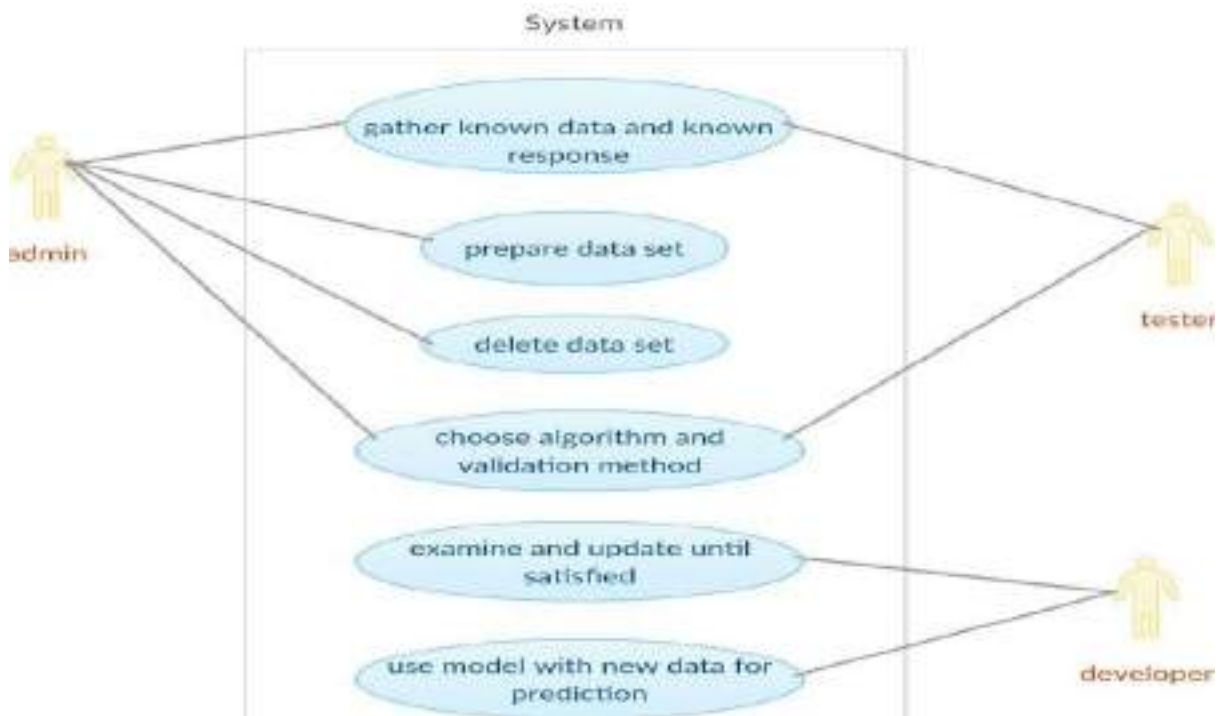 System
gather known data and known
response
admin
prepare data set
tester
delete data set
choose algorithm and
validation method
examine and update until
satisfied
developer
use model with new data for
prediction